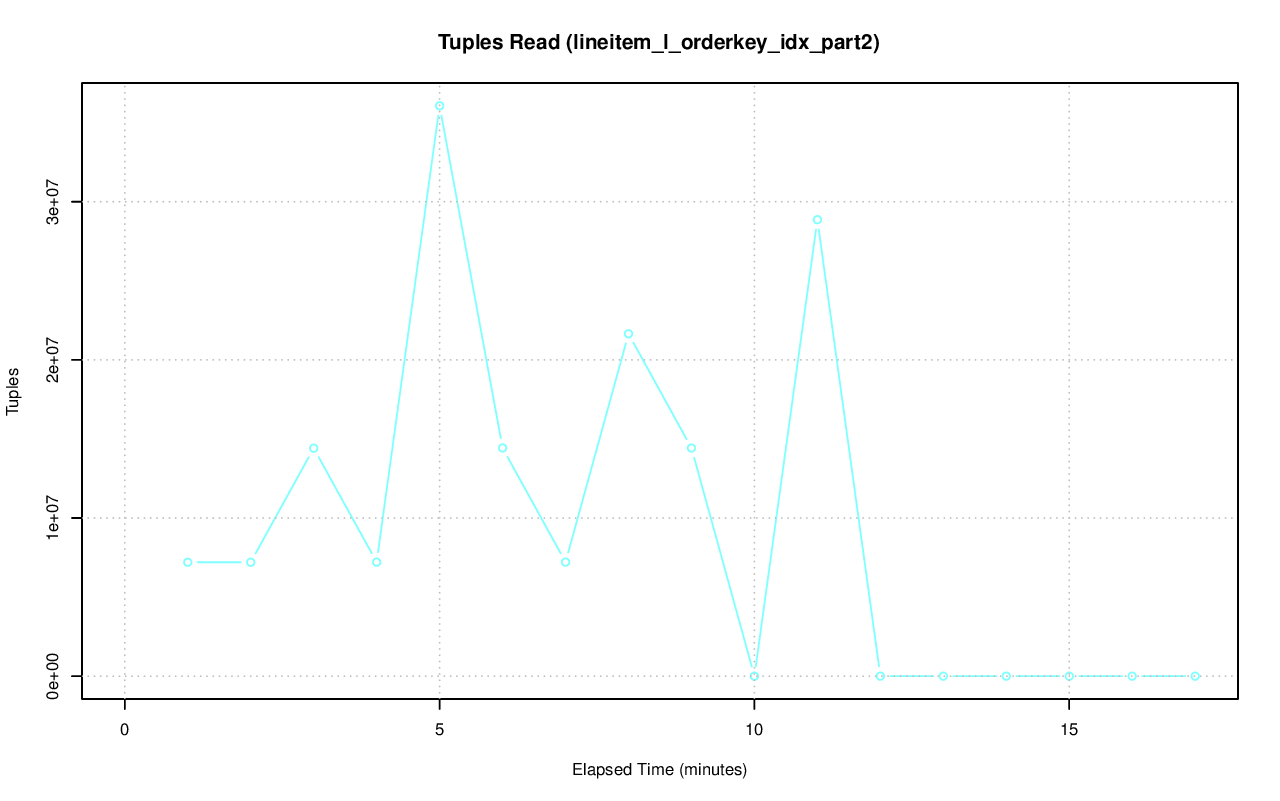 Tuples Read (lineitem_l_orderkey_idx_part2)
3e+07
2e+07
1e+07
0e+00
Tuples
0 5 10 15
Elapsed Time (minutes)